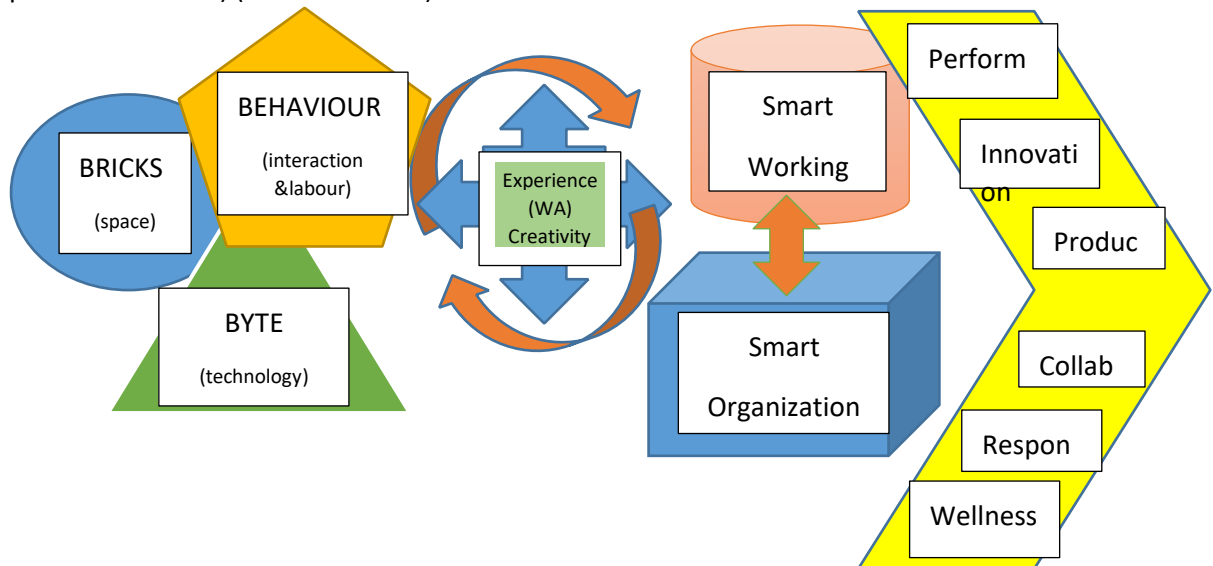 BEHAVIOUR
(interaction
&labour)
BRICKS
(space)
BYTE
(technology)
Experience
(WA)
Creativity
Smart
Working
Smart
Organization
Perform
Innovati
on
Produc
Collab
Respon
Wellness